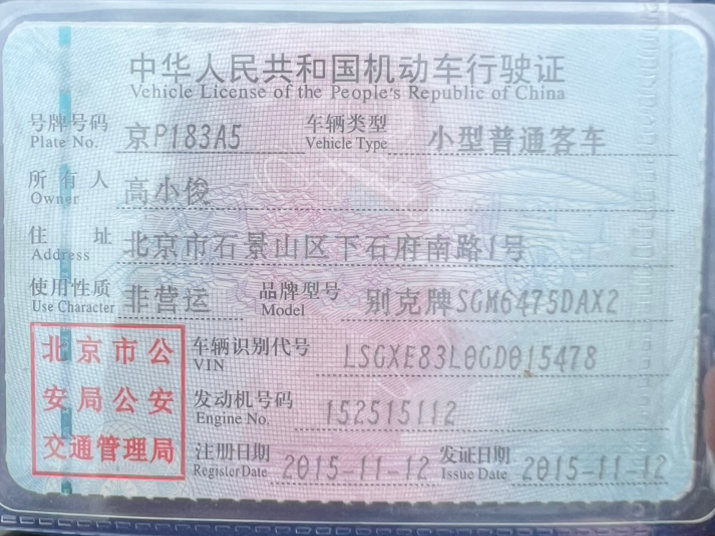 中华人民共和国机动车行驶证
Vehicle License of the People's Republic of China
号牌号码 京P183A5 车辆类型 小型普通客车
Plate No. Vehicle Type
所有人 高小俊
Owner
住址 北京市石景山区下石府南路1号
Address
使用性质 非营运 品牌型号 别克牌SGM6475DAX2
Use Character Model
北京市公
安局公安
交通管理局
车辆识别代号 LSGXE83L0GD015478
VIN
发动机号码 152515112
Engine No.
注册日期 2015-11-12 发证日期 2015-11-12
Register Date Issue Date